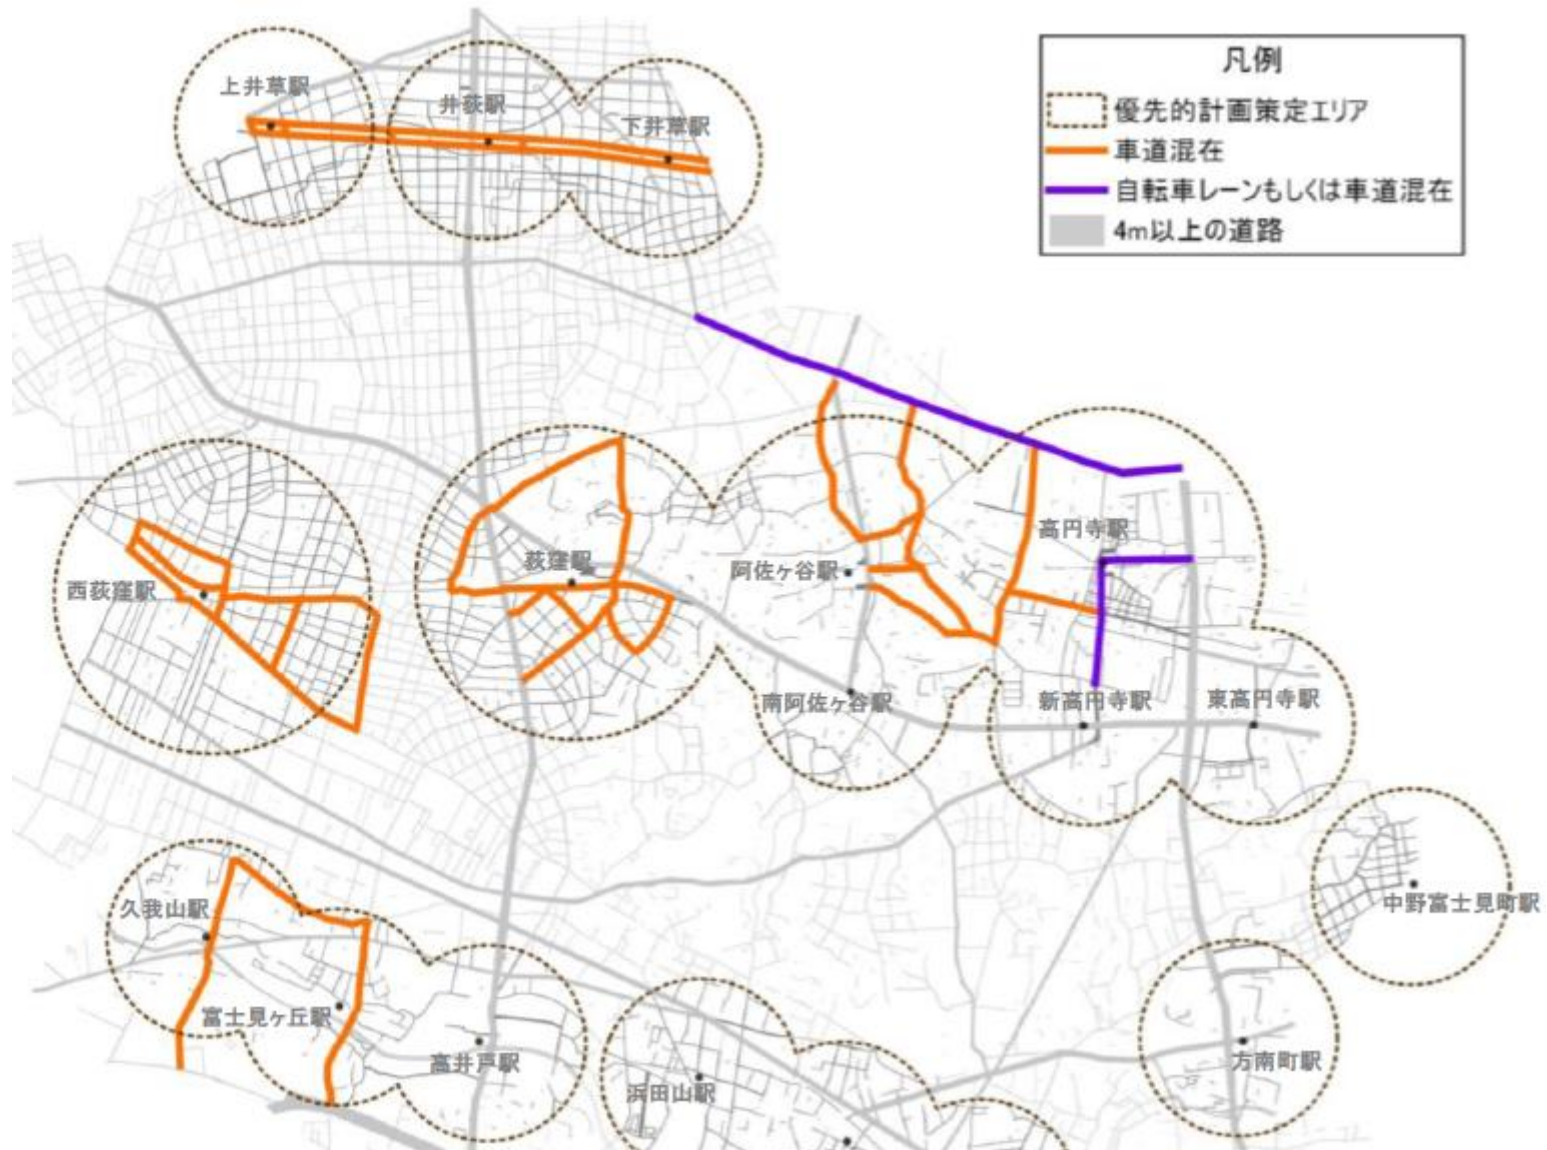 凡例
優先的計画策定エリア
車道混在
自転車レーンもしくは車道混在
4m以上の道路
上井草駅
井荻駅
下井草駅
高円寺駅
荻窪駅
阿佐ヶ谷駅
西荻窪駅
南阿佐ヶ谷駅
新高円寺駅
東高円寺駅
久我山駅
中野富士見町駅
富士見ヶ丘駅
高井戸駅
浜田山駅
方南町駅